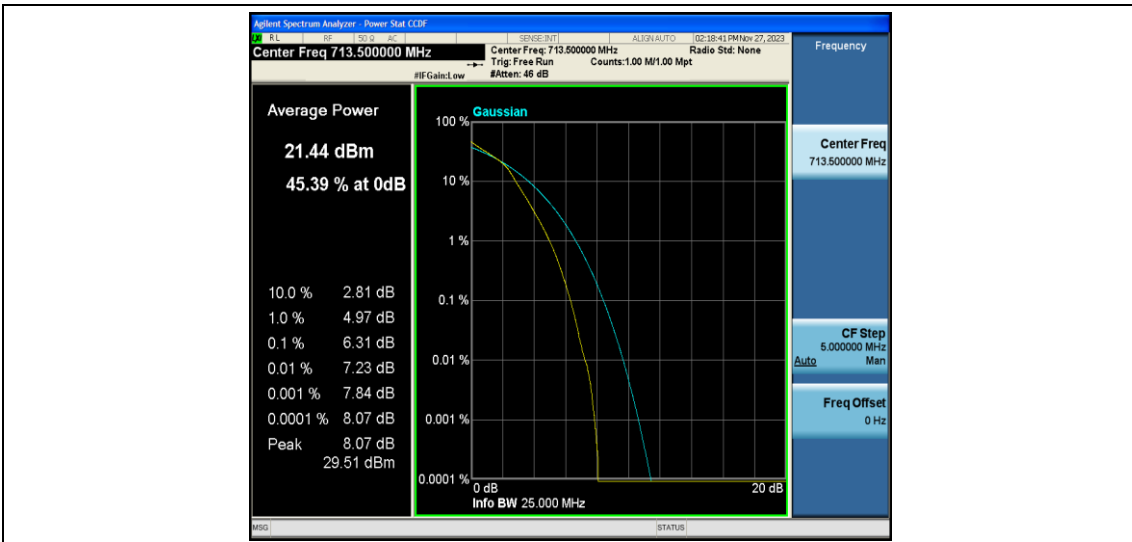 Agilent Spectrum Analyzer - Power Stat CCDF
RL RF 50 Ω AC SENSE:INT ALIGN AUTO 02:18:41 PM Nov 27, 2023
Center Freq 713.500000 MHz
Center Freq: 713.500000 MHz Radio Std: None
Trig: Free Run Counts:1.00 M/1.00 Mpt
#IFGain:Low #Atten: 46 dB
Frequency
Average Power
21.44 dBm
45.39 % at 0dB
10.0 % 2.81 dB
1.0 % 4.97 dB
0.1 % 6.31 dB
0.01 % 7.23 dB
0.001 % 7.84 dB
0.0001 % 8.07 dB
Peak 8.07 dB
29.51 dBm
Gaussian
100 %
10 %
1 %
0.1 %
0.01 %
0.001 %
0.0001 %
0 dB 20 dB
Info BW 25.000 MHz
Center Freq
713.500000 MHz
CF Step
5.000000 MHz
Auto Man
Freq Offset
0 Hz
MSG STATUS